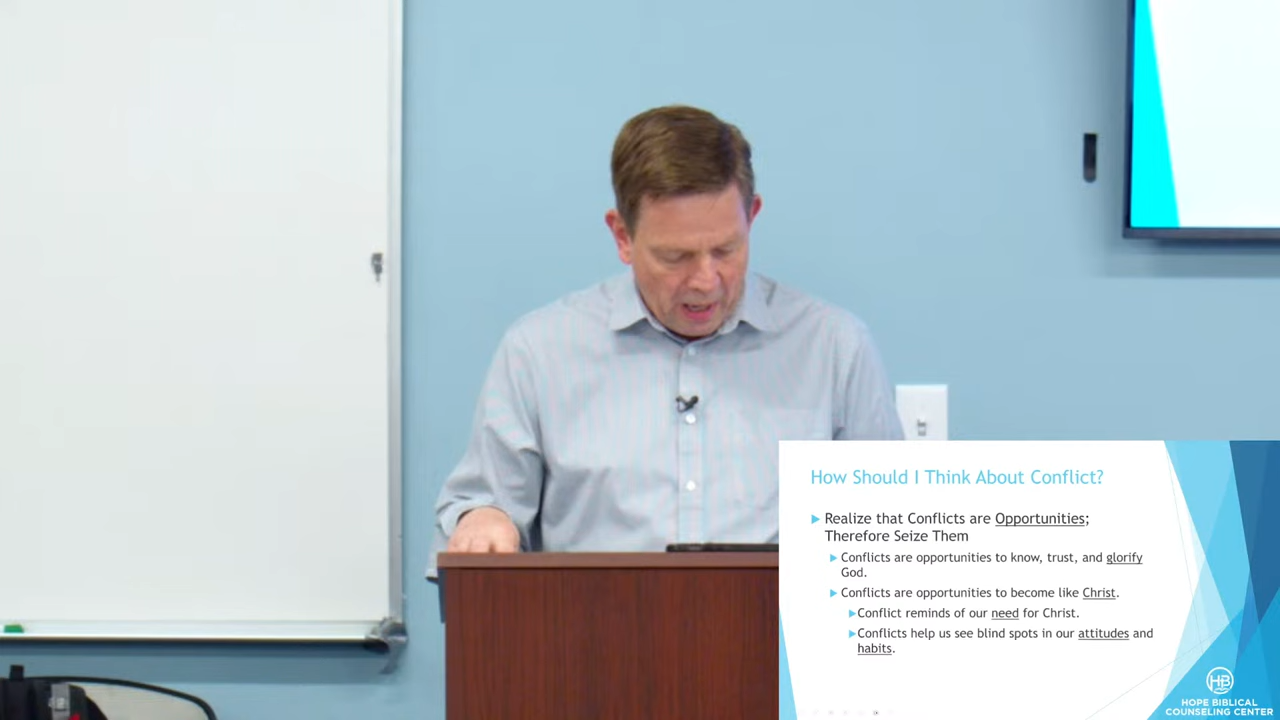 How Should I Think About Conflict?
Realize that Conflicts are Opportunities;
Therefore Seize Them
Conflicts are opportunities to know, trust, and glorify
God.
Conflicts are opportunities to become like Christ.
Conflict reminds of our need for Christ.
Conflicts help us see blind spots in our attitudes and
habits.
HB
HOPE BIBLICAL
COUNSELING CENTER